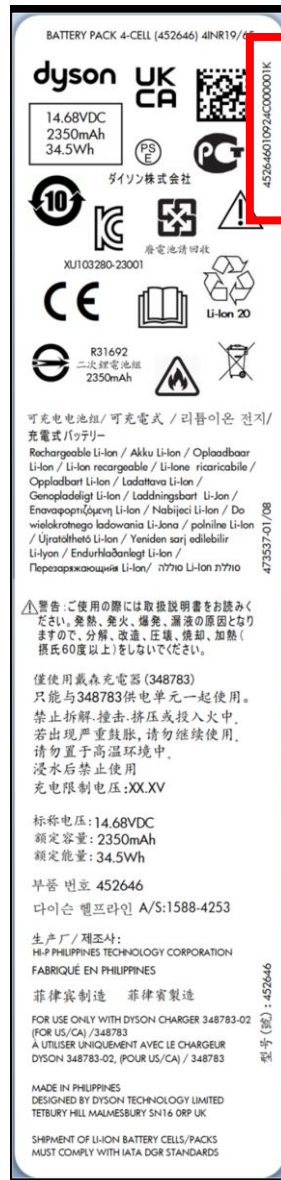 BATTERY PACK 4-CELL (452646) 4INR19/65
dyson
UK
CA
452646010924C000001K
14.68VDC
2350mAh
34.5Wh
PS
E
PCT
ダイソン株式会社
10
廢電池請回收
XU103280-23001
CE
Li-Ion 20
R31692
二次鋰電池組
2350mAh
可充电电池组/可充電式 /리튬이온 전지/
充電式バッテリー
Rechargeable Li-Ion / Akku Li-Ion / Oplaadbaar
Li-Ion / Li-Ion recargable / Li-Ione ricaricabile /
Oppladbart Li-Ion / Ladattava Li-Ion /
Genopladeligt Li-Ion / Laddningsbart Li-Jon /
Επαναφορτιζόμενη Li-Ion / Nabijeci Li-Ion / Do
wielokrotnego ladowania Li-Jona / polnilne Li-Ion
/ Újratölthető Li-Ion / Yeniden sarj edilebilir
Li-Iyon / Endurhlaðanlegt Li-Ion /
Перезаряжающийя Li-Ion/ סוללה Li-Ion סוללת
473537-01/08
警告:ご使用の際には取扱説明書をお読みく
ださい。発熱、発火、爆発、漏液の原因となり
ますので、分解、改造、圧壊、焼却、加熱(
摂氏60度以上)をしないでください。
僅使用戴森充電器(348783)
只能与348783供电单元一起使用。
禁止拆解.撞击.挤压或投入火中.
若出现严重鼓胀,请勿继续使用.
请勿置于高温环境中.
浸水后禁止使用
充电限制电压:XX.XV
标称电压:14.68VDC
额定容量:2350mAh
额定能量:34.5Wh
부품 번호 452646
다이슨 헬프라인 A/S:1588-4253
生产厂/제조사:
HI-P PHILIPPINES TECHNOLOGY CORPORATION
FABRIQUÉ EN PHILIPPINES
菲律宾制造 菲律賓製造
型号(號):452646
FOR USE ONLY WITH DYSON CHARGER 348783-02
(FOR US/CA) /348783
À UTILISER UNIQUEMENT AVEC LE CHARGEUR
DYSON 348783-02, (POUR US/CA) / 348783
MADE IN PHILIPPINES
DESIGNED BY DYSON TECHNOLOGY LIMITED
TETBURY HILL MALMESBURY SN16 0RP UK
SHIPMENT OF LI-ION BATTERY CELLS/PACKS
MUST COMPLY WITH IATA DGR STANDARDS